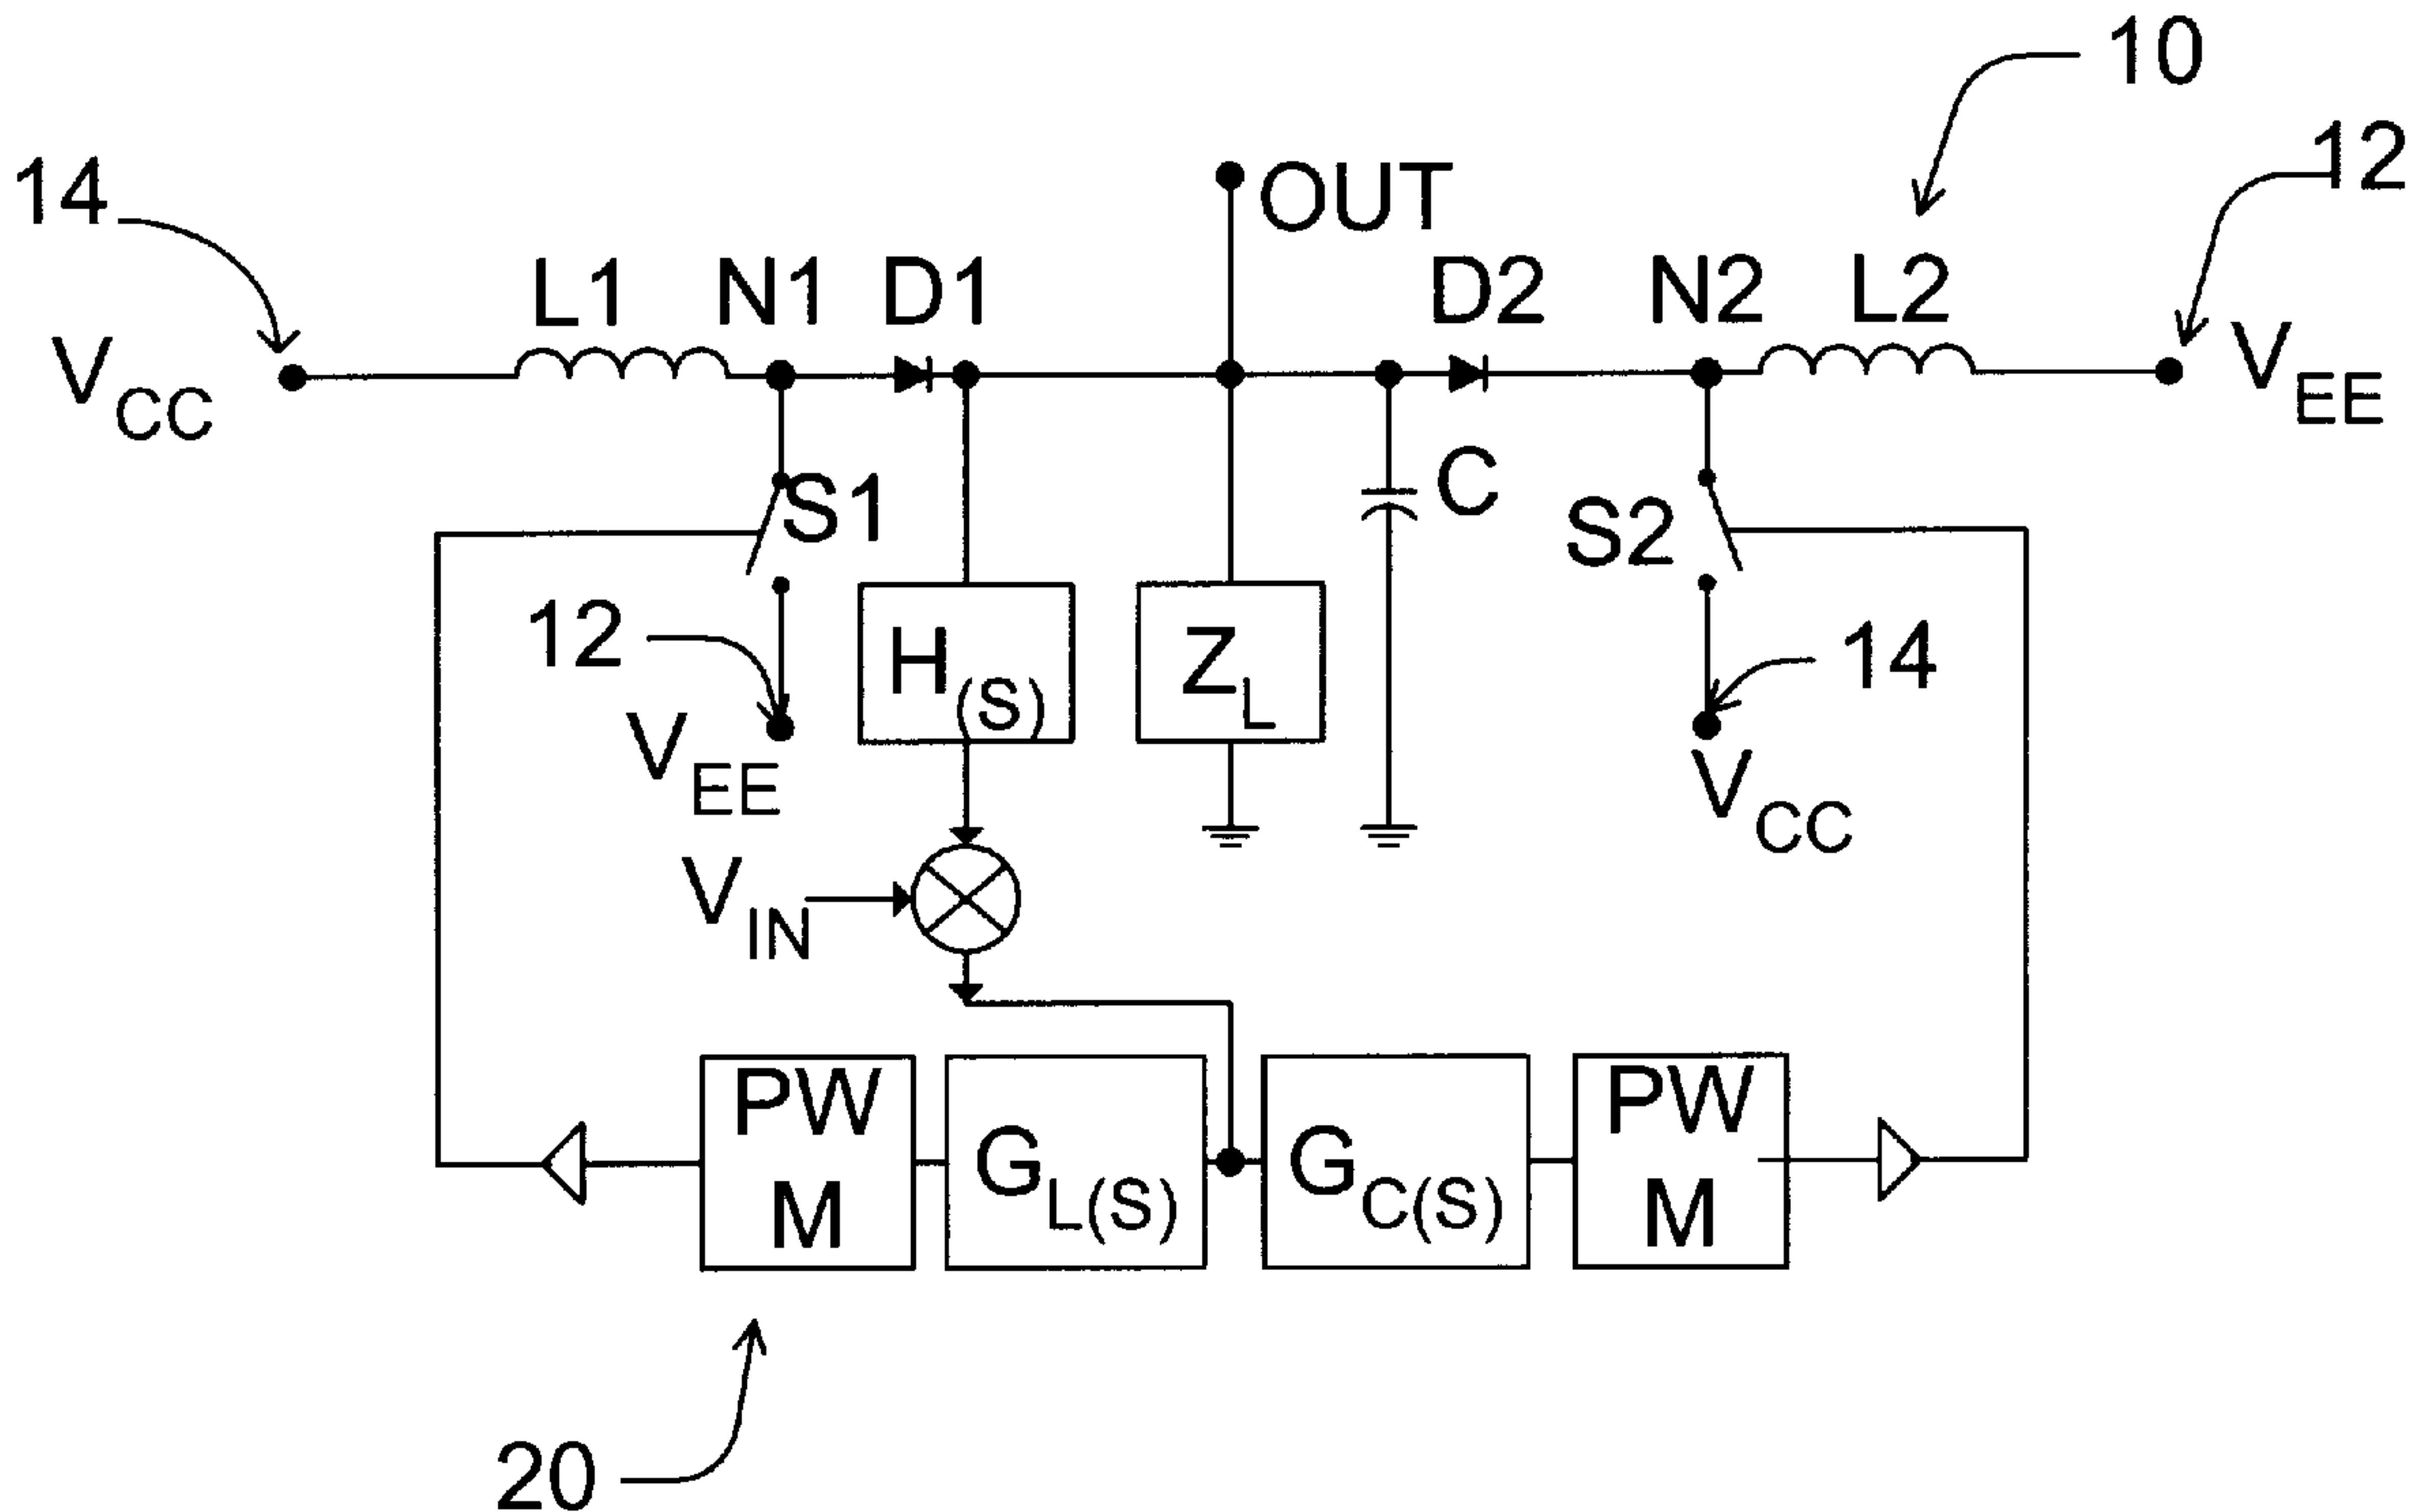 10
12
14
OUT
L1 N1 D1 D2 N2 L2
VCC
VEE
C
S1
S2
12
H(S)
ZL
14
VEE
VCC
VIN
PW
M
GL(S)
GC(S)
PW
M
20